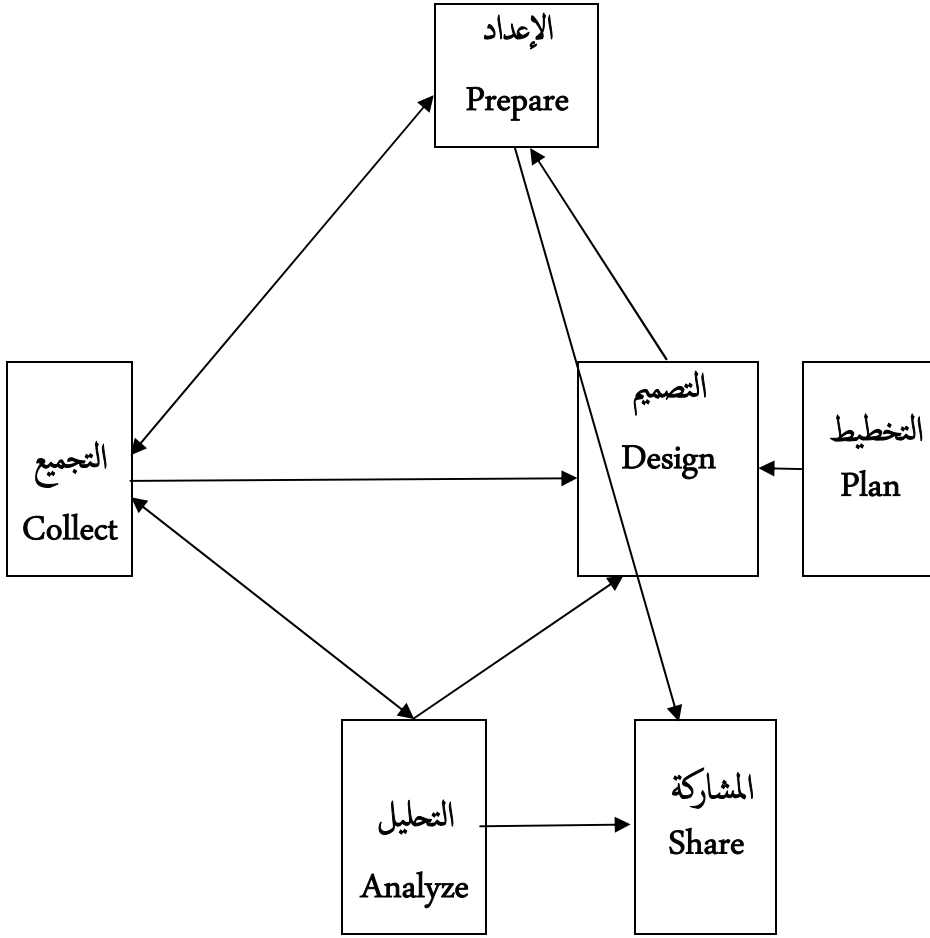 الإعداد
Prepare
التصميم
Design
التخطيط
Plan
التجميع
Collect
التحليل
Analyze
المشاركة
Share